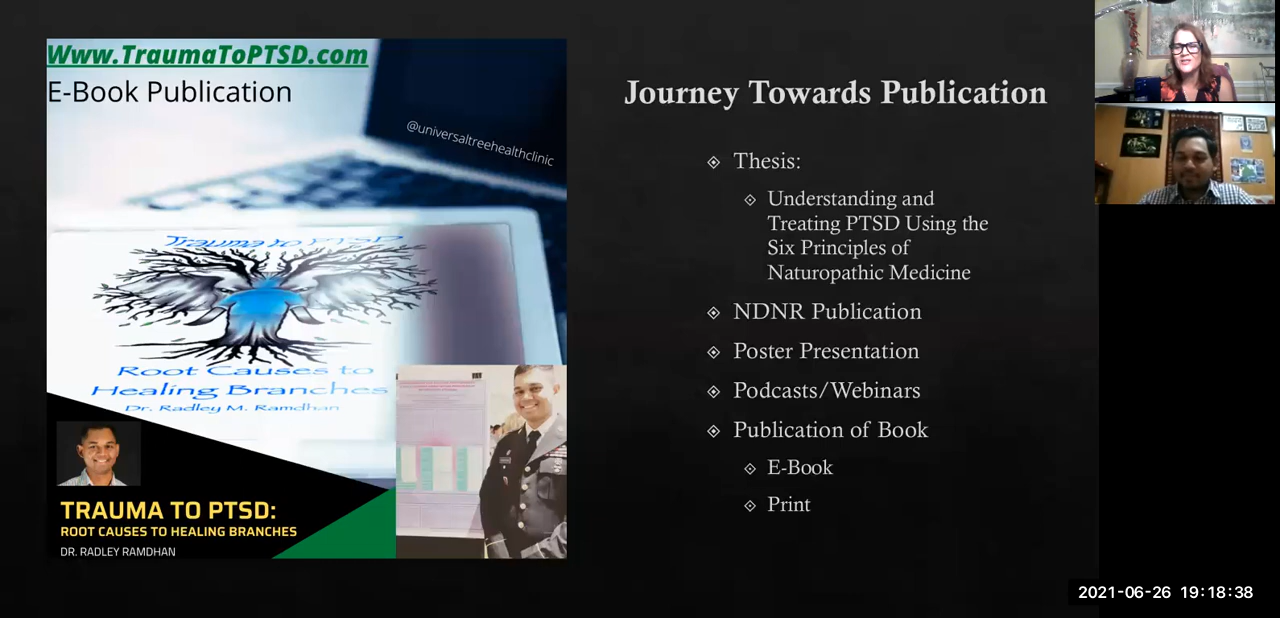 Www.TraumaToPTSD.com
E-Book Publication
@universaltreehealthclinic
Trauma to PTSD
Root Causes to
Healing Branches
Dr. Radley M. Ramdhan
TRAUMA TO PTSD:
ROOT CAUSES TO HEALING BRANCHES
DR. RADLEY RAMDHAN
Journey Towards Publication
Thesis:
Understanding and
Treating PTSD Using the
Six Principles of
Naturopathic Medicine
NDNR Publication
Poster Presentation
Podcasts/Webinars
Publication of Book
E-Book
Print
2021-06-26 19:18:38